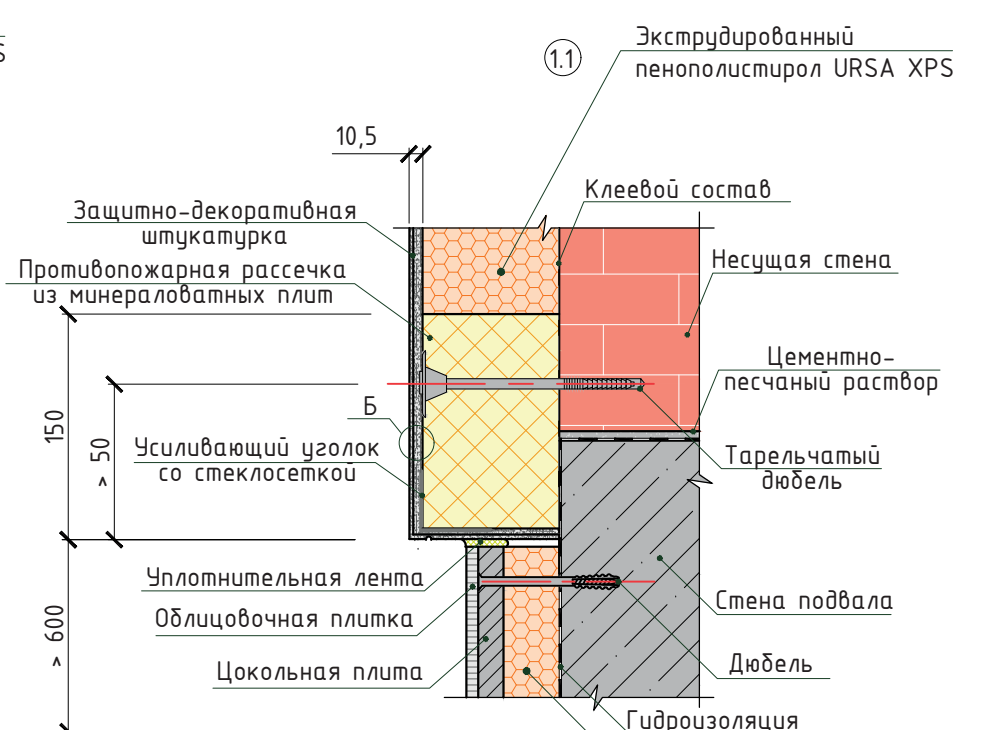 S
1.1
Экструдированный
пенополистирол URSA XPS
10,5
Клеевой состав
Защитно-декоративная
штукатурка
Несущая стена
Противопожарная рассечка
из минераловатных плит
Цементно-
песчаный раствор
Б
150
> 50
Усиливающий уголок
со стеклосеткой
Тарельчатый
дюбель
Уплотнительная лента
Стена подвала
Облицовочная плитка
> 600
Цокольная плита
Дюбель
Гидроизоляция